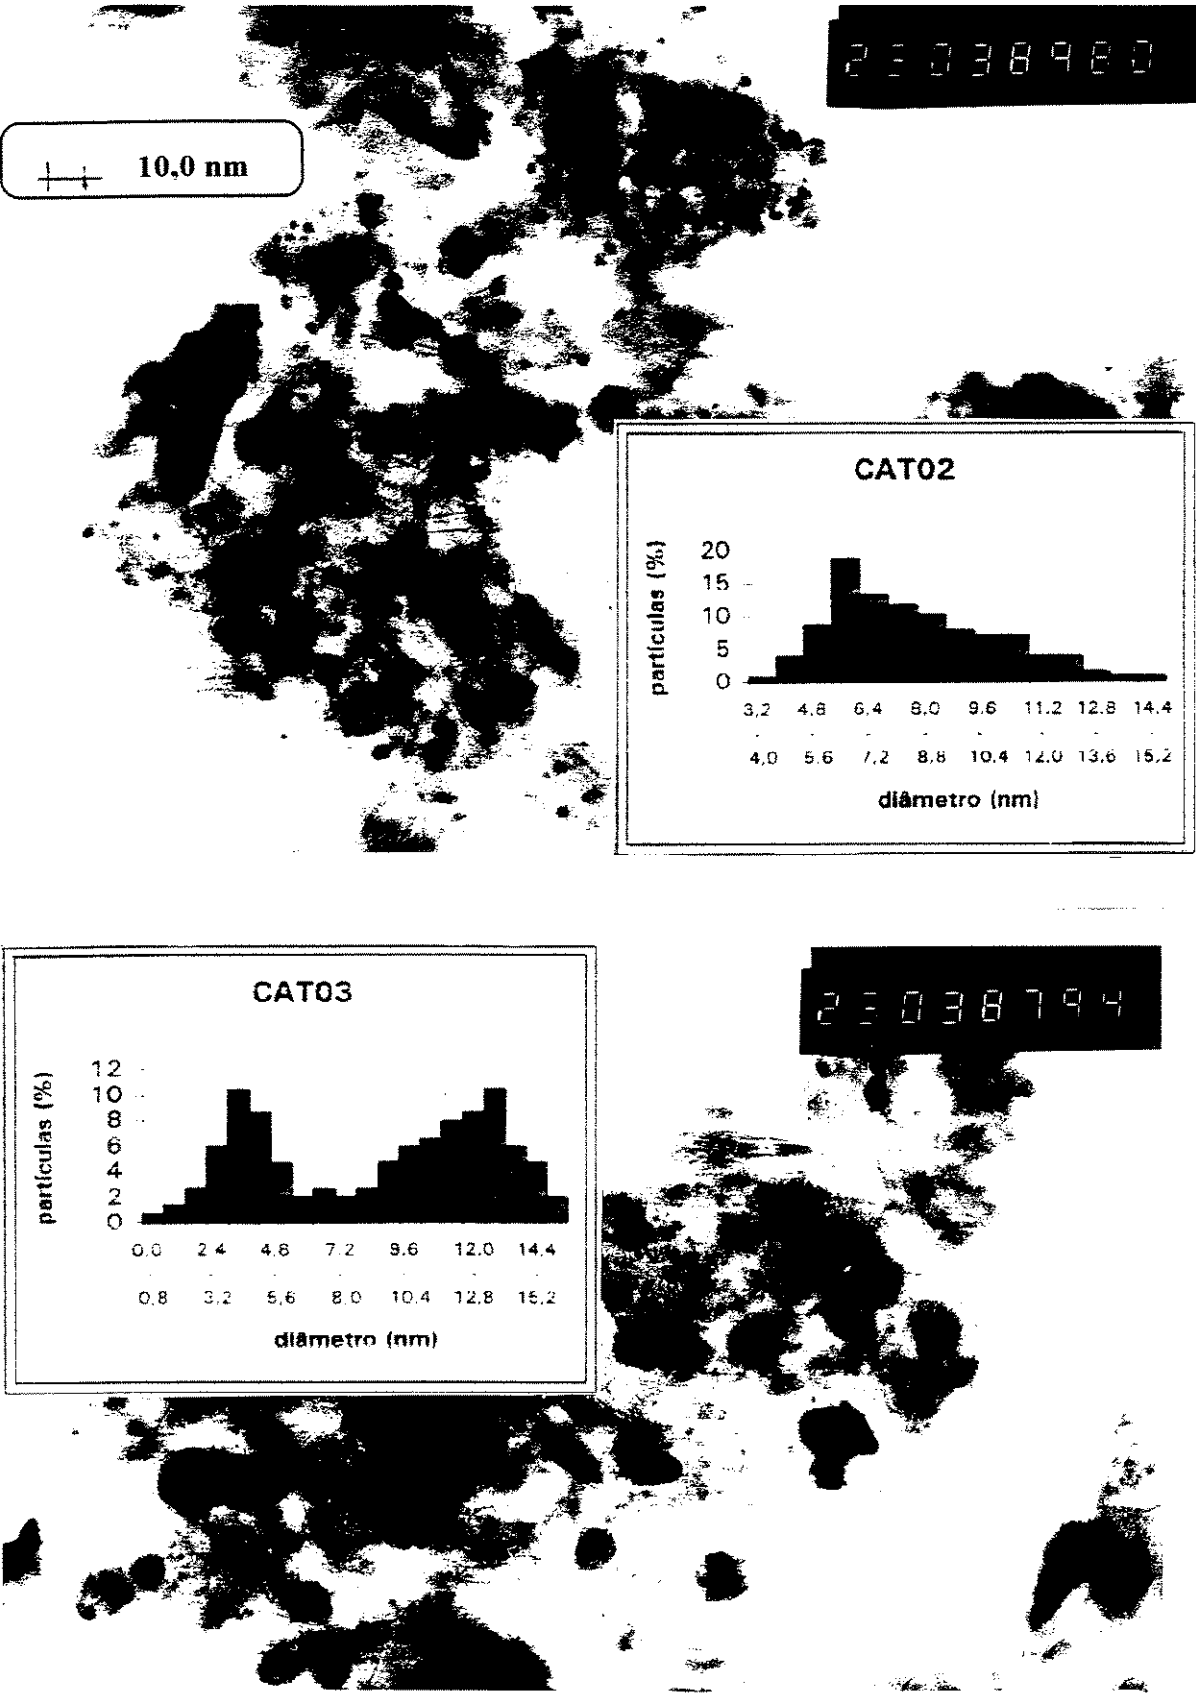 23038980
10,0 nm
CAT02
partículas (%)
20
15
10
5
0
3,2 4,8 6,4 8,0 9,6 11,2 12,8 14,4
- - - - - - - -
4,0 5,6 7,2 8,8 10,4 12,0 13,6 15,2
diâmetro (nm)
CAT03
23038794
partículas (%)
12
10
8
6
4
2
0
0,0 2,4 4,8 7,2 9,6 12,0 14,4
- - - - - - -
0,8 3,2 5,6 8,0 10,4 12,8 15,2
diâmetro (nm)